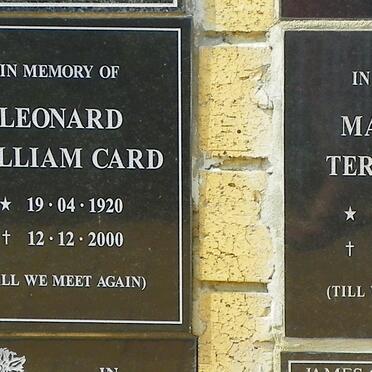 IN MEMORY OF
LEONARD
LLIAM CARD
★ 19·04·1920
† 12·12·2000
LL WE MEET AGAIN)
IN
IN
MA
TER
★
†
(TILL